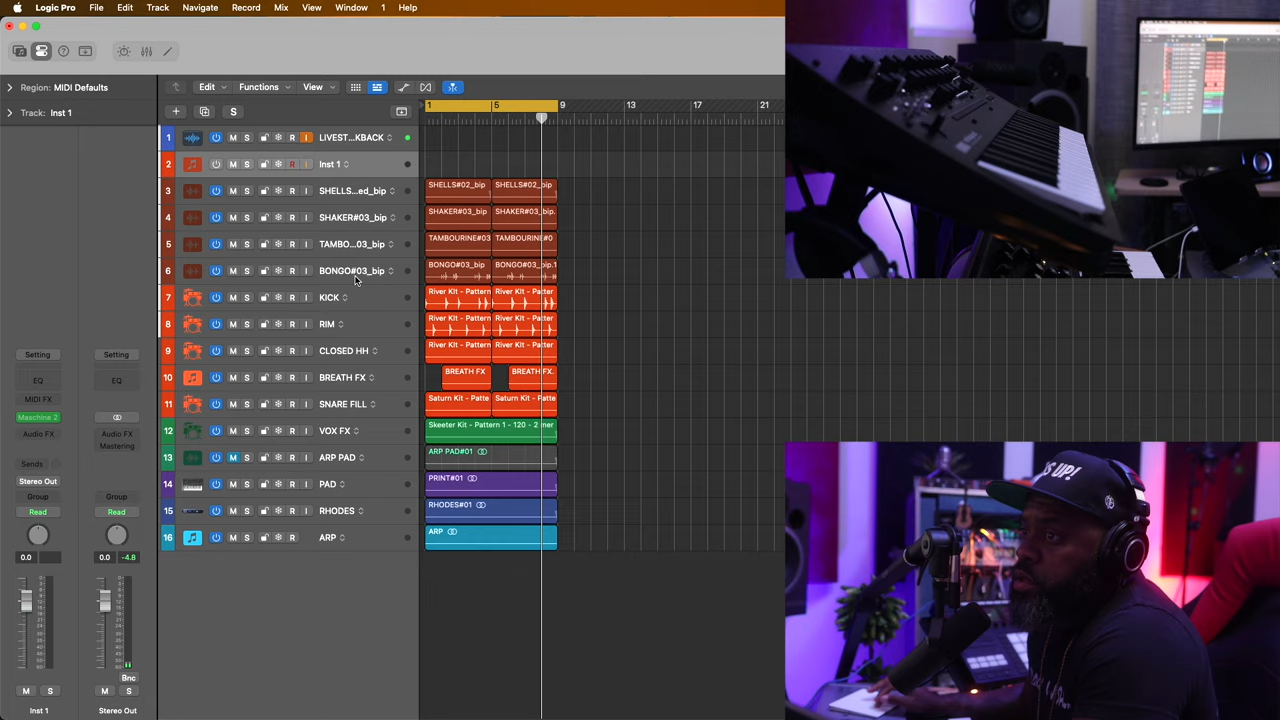 Logic Pro File Edit Track Navigate Record Mix View Window 1 Help
Region: MIDI Defaults
Edit Functions View
1 5 9 13 17 21
Track: Inst 1
S
1 M S R I LIVEST...KBACK
2 M S R I Inst 1
3 M S R I SHELLS...ed_bip SHELLS#02_bip SHELLS#02_bip
4 M S R I SHAKER#03_bip SHAKER#03_bip SHAKER#03_bip.
5 M S R I TAMBO...03_bip TAMBOURINE#03 TAMBOURINE#0
6 M S R I BONGO#03_bip BONGO#03_bip BONGO#03_bip.1
7 M S R I KICK River Kit - Pattern River Kit - Patter
8 M S R I RIM River Kit - Pattern River Kit - Patter
9 M S R I CLOSED HH River Kit - Pattern River Kit - Patter
10 M S R I BREATH FX BREATH FX BREATH FX.
11 M S R I SNARE FILL Saturn Kit - Patte Saturn Kit - Patte
12 M S R I VOX FX Skeeter Kit - Pattern 1 - 120 - 2 mer
13 M S R I ARP PAD ARP PAD#01
14 M S R I PAD PRINT#01
15 M S R I RHODES RHODES#01
16 M S R ARP ARP
Setting Setting
EQ EQ
MIDI FX
Maschine 2
Audio FX Audio FX
Mastering
Sends
Stereo Out
Group Group
Read Read
0.0 0.0 -4.8
Bnc
M S M S
Inst 1 Stereo Out
US UP!